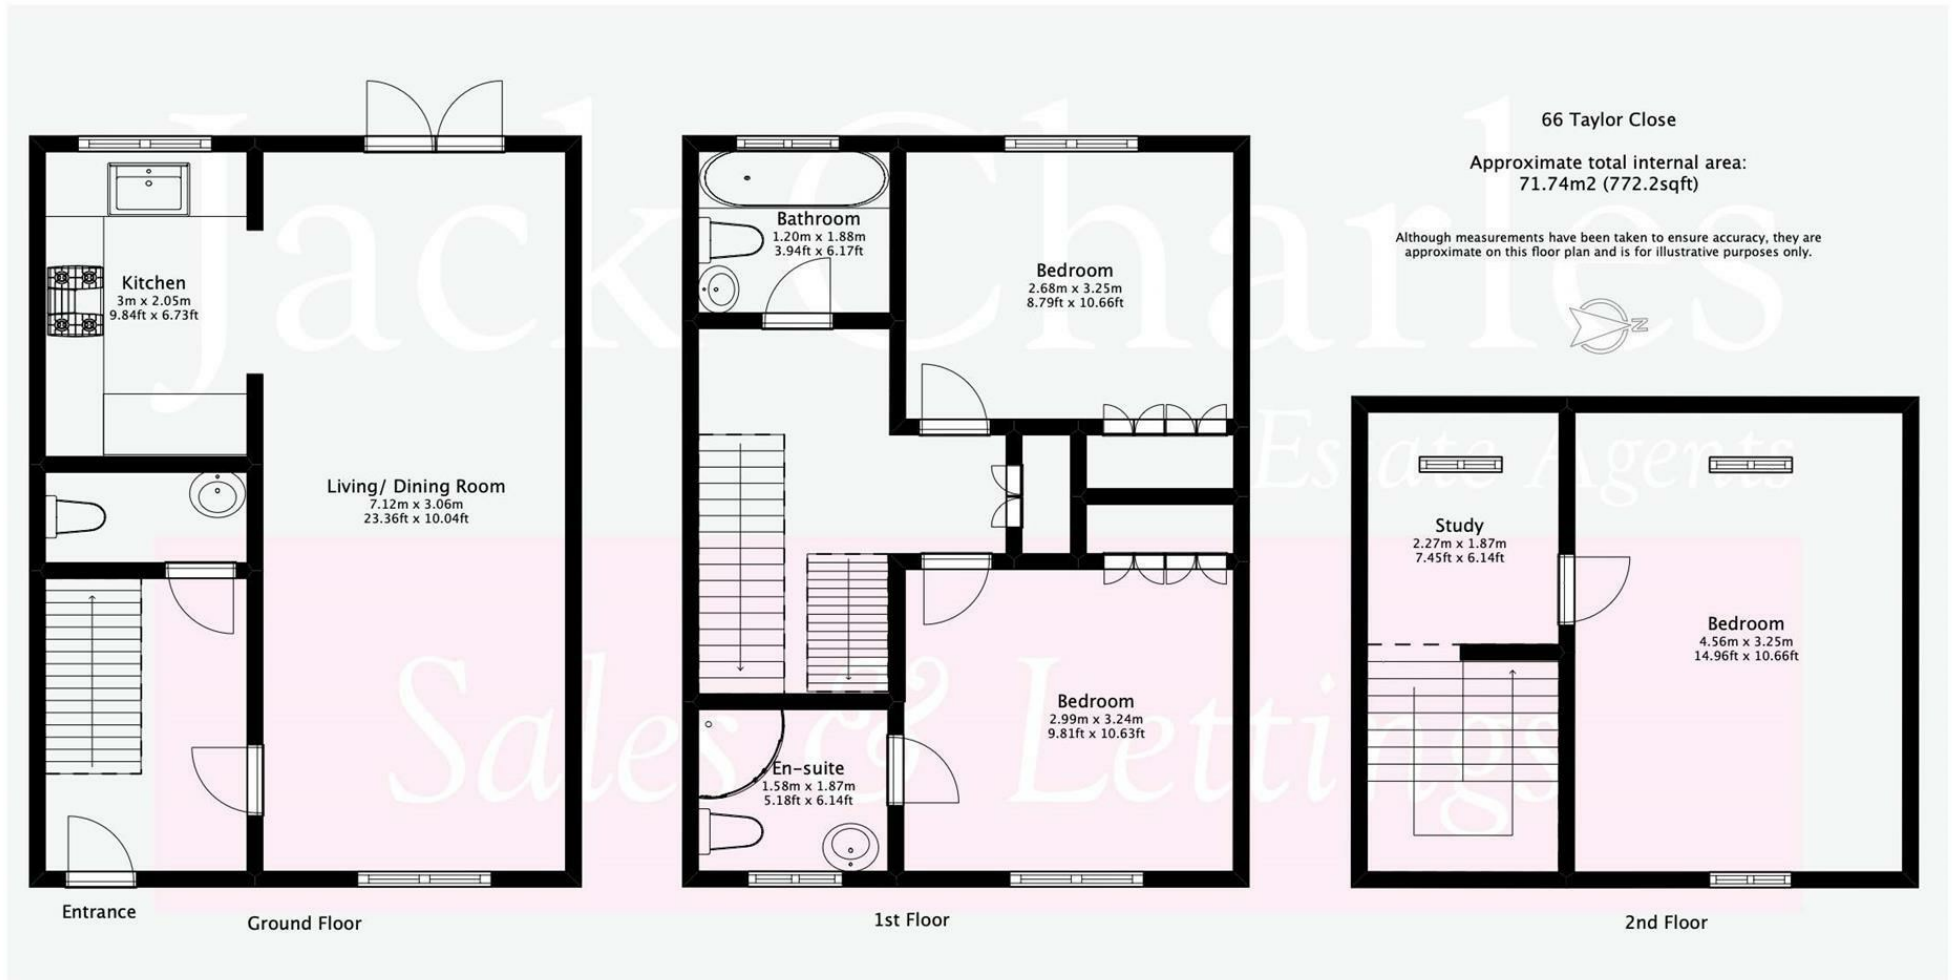 Jack Charles
Estate Agents
Sales & Lettings
66 Taylor Close
Approximate total internal area:
71.74m2 (772.2sqft)
Although measurements have been taken to ensure accuracy, they are
approximate on this floor plan and is for illustrative purposes only.
N
Kitchen
3m x 2.05m
9.84ft x 6.73ft
Living/ Dining Room
7.12m x 3.06m
23.36ft x 10.04ft
Entrance
Ground Floor
Bathroom
1.20m x 1.88m
3.94ft x 6.17ft
Bedroom
2.68m x 3.25m
8.79ft x 10.66ft
Bedroom
2.99m x 3.24m
9.81ft x 10.63ft
En-suite
1.58m x 1.87m
5.18ft x 6.14ft
1st Floor
Study
2.27m x 1.87m
7.45ft x 6.14ft
Bedroom
4.56m x 3.25m
14.96ft x 10.66ft
2nd Floor